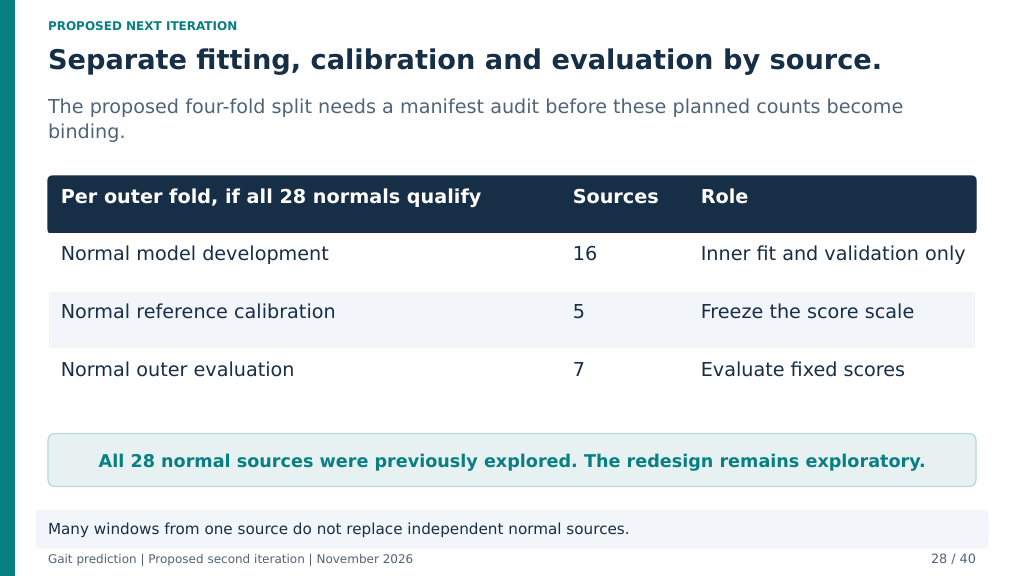 PROPOSED NEXT ITERATION
Separate fitting, calibration and evaluation by source.
The proposed four-fold split needs a manifest audit before these planned counts become
binding.
Per outer fold, if all 28 normals qualify Sources Role
Normal model development 16 Inner fit and validation only
Normal reference calibration 5 Freeze the score scale
Normal outer evaluation 7 Evaluate fixed scores
All 28 normal sources were previously explored. The redesign remains exploratory.
Many windows from one source do not replace independent normal sources.
Gait prediction | Proposed second iteration | November 2026 28 / 40